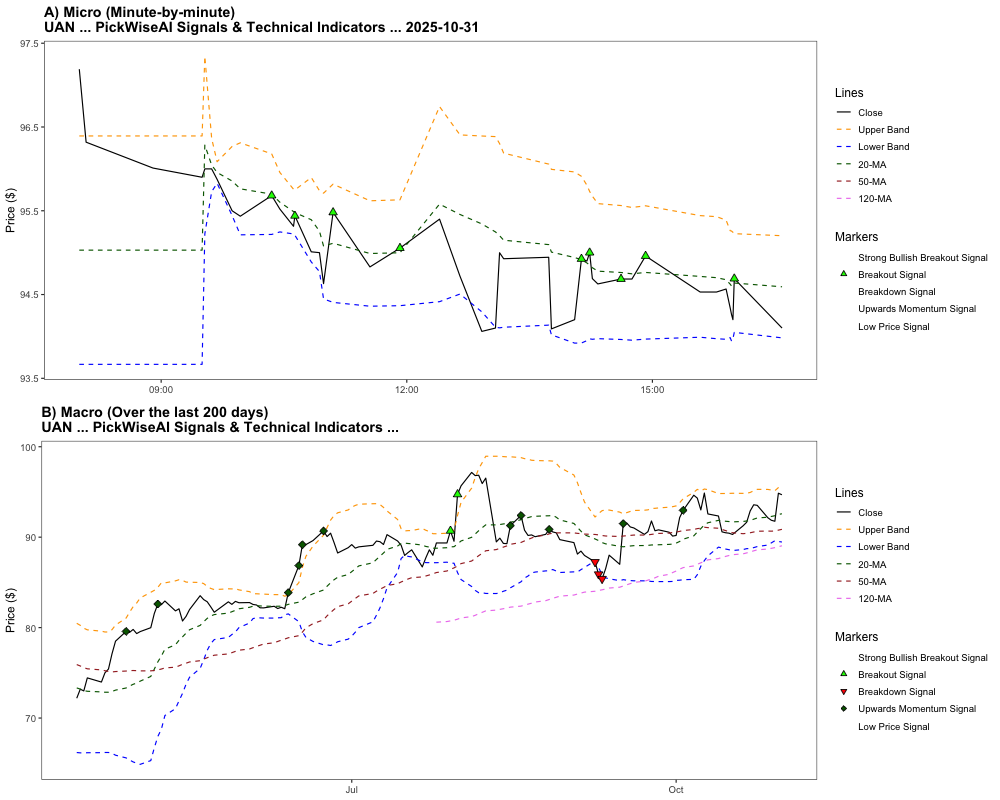 A) Micro (Minute-by-minute)
UAN ... PickWiseAI Signals & Technical Indicators ... 2025-10-31
97.5
96.5
95.5
94.5
93.5
Price ($)
09:00
12:00
15:00
Lines
Close
Upper Band
Lower Band
20-MA
50-MA
120-MA
Markers
Strong Bullish Breakout Signal
Breakout Signal
Breakdown Signal
Upwards Momentum Signal
Low Price Signal
B) Macro (Over the last 200 days)
UAN ... PickWiseAI Signals & Technical Indicators ...
100
90
80
70
Price ($)
Jul
Oct
Lines
Close
Upper Band
Lower Band
20-MA
50-MA
120-MA
Markers
Strong Bullish Breakout Signal
Breakout Signal
Breakdown Signal
Upwards Momentum Signal
Low Price Signal